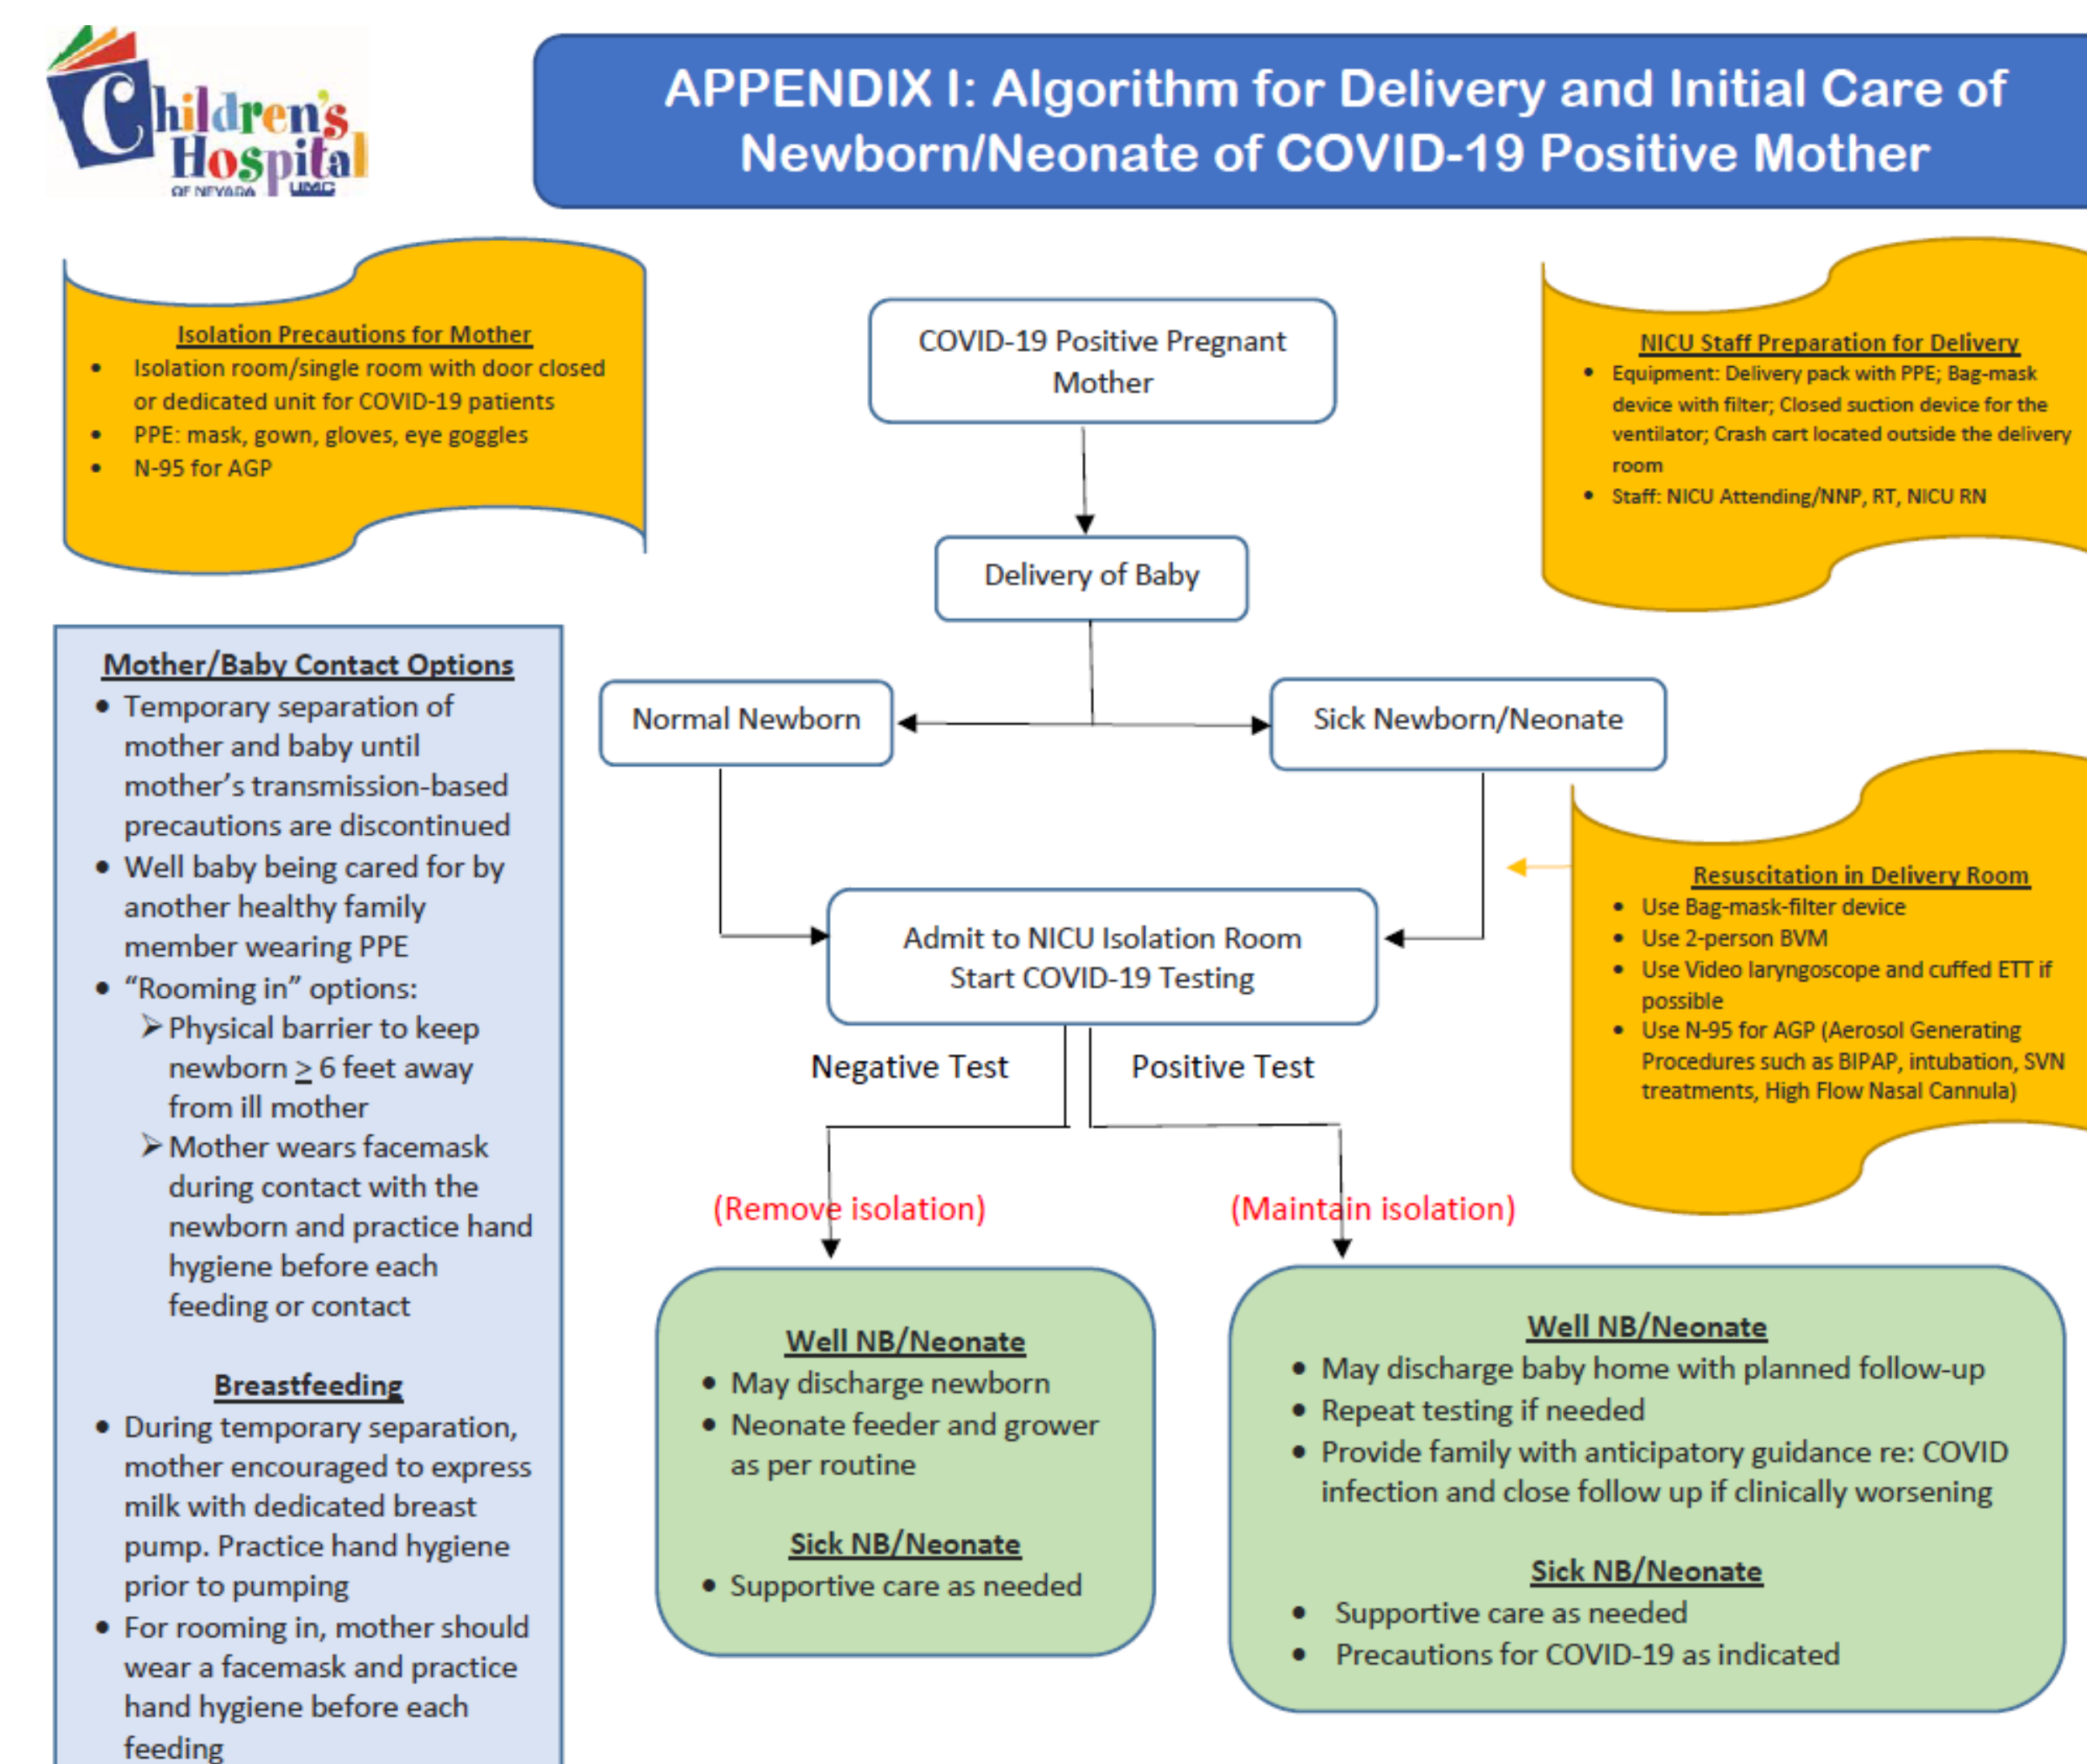 Children's
Hospital
OF NEVADA UMC
APPENDIX I: Algorithm for Delivery and Initial Care of
Newborn/Neonate of COVID-19 Positive Mother
Isolation Precautions for Mother
• Isolation room/single room with door closed
or dedicated unit for COVID-19 patients
• PPE: mask, gown, gloves, eye goggles
• N-95 for AGP
COVID-19 Positive Pregnant
Mother
NICU Staff Preparation for Delivery
• Equipment: Delivery pack with PPE; Bag-mask
device with filter; Closed suction device for the
ventilator; Crash cart located outside the delivery
room
• Staff: NICU Attending/NNP, RT, NICU RN
Delivery of Baby
Normal Newborn
Sick Newborn/Neonate
Mother/Baby Contact Options
• Temporary separation of
mother and baby until
mother's transmission-based
precautions are discontinued
• Well baby being cared for by
another healthy family
member wearing PPE
• "Rooming in" options:
➢ Physical barrier to keep
newborn ≥ 6 feet away
from ill mother
➢ Mother wears facemask
during contact with the
newborn and practice hand
hygiene before each
feeding or contact
Breastfeeding
• During temporary separation,
mother encouraged to express
milk with dedicated breast
pump. Practice hand hygiene
prior to pumping
• For rooming in, mother should
wear a facemask and practice
hand hygiene before each
feeding
Resuscitation in Delivery Room
• Use Bag-mask-filter device
• Use 2-person BVM
• Use Video laryngoscope and cuffed ETT if
possible
• Use N-95 for AGP (Aerosol Generating
Procedures such as BIPAP, intubation, SVN
treatments, High Flow Nasal Cannula)
Admit to NICU Isolation Room
Start COVID-19 Testing
Negative Test
Positive Test
(Remove isolation)
(Maintain isolation)
Well NB/Neonate
• May discharge newborn
• Neonate feeder and grower
as per routine
Sick NB/Neonate
• Supportive care as needed
Well NB/Neonate
• May discharge baby home with planned follow-up
• Repeat testing if needed
• Provide family with anticipatory guidance re: COVID
infection and close follow up if clinically worsening
Sick NB/Neonate
• Supportive care as needed
• Precautions for COVID-19 as indicated